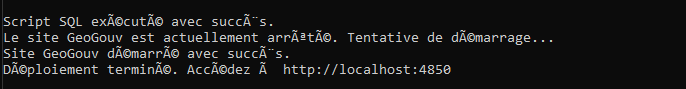 Script SQL exÃ©cutÃ© avec succÃ¨s.
Le site GeoGouv est actuellement arrÃªtÃ©. Tentative de dÃ©marrage...
Site GeoGouv dÃ©marrÃ© avec succÃ¨s.
DÃ©ploiement terminÃ©. AccÃ©dez Ã  http://localhost:4850